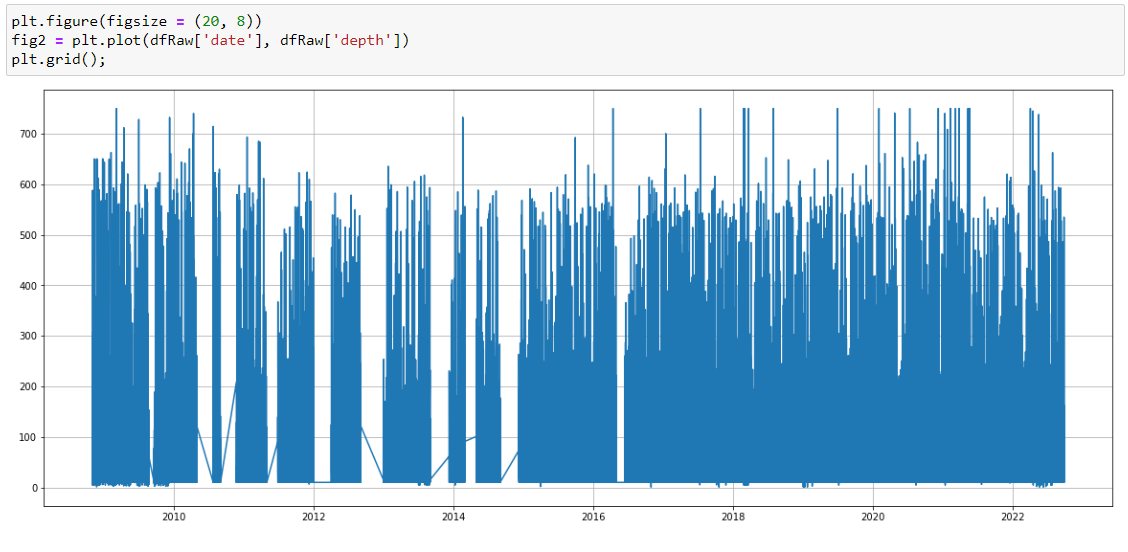 plt.figure(figsize = (20, 8))
fig2 = plt.plot(dfRaw['date'], dfRaw['depth'])
plt.grid();
700
600
500
400
300
200
100
0
2010 2012 2014 2016 2018 2020 2022